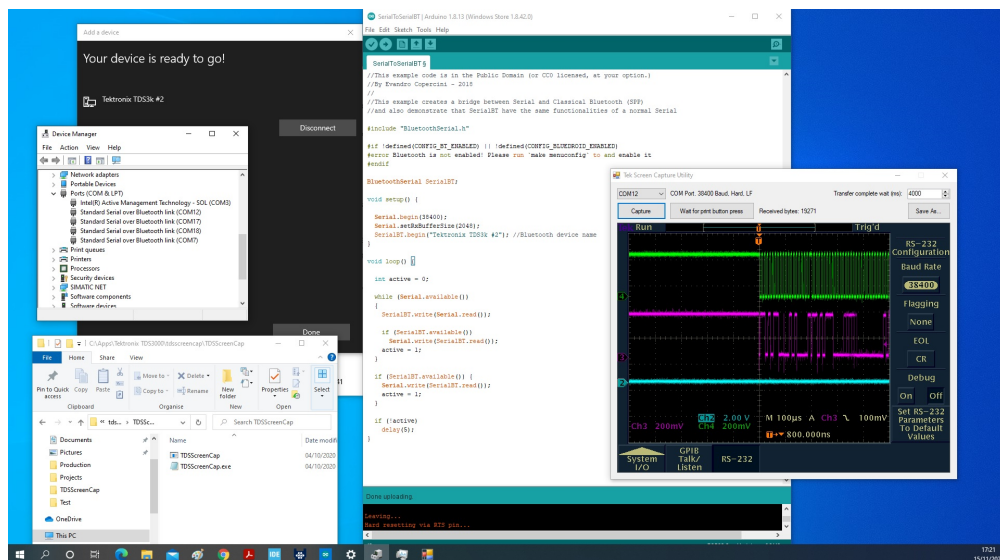 Add a device
Your device is ready to go!
Tektronix TDS3k #2
Disconnect
Done
Device Manager
File Action View Help
Network adapters
Portable Devices
Ports (COM & LPT)
Intel(R) Active Management Technology - SOL (COM3)
Standard Serial over Bluetooth link (COM12)
Standard Serial over Bluetooth link (COM17)
Standard Serial over Bluetooth link (COM18)
Standard Serial over Bluetooth link (COM7)
Print queues
Printers
Processors
Security devices
SIMATIC NET
Software components
Software devices
C:\Apps\Tektronix TDS3000\tdsscreencap\TDSScreenCap
File Home Share View
Pin to Quick access
Copy
Paste
Move to
Copy to
Delete
Rename
New folder
Properties
Select
Clipboard Organise New Open
tds... > TDSSc...
Search TDSScreenCap
Documents
Pictures
Production
Projects
TDSScreenCap
Test
OneDrive
This PC
Name Date modifi
TDSScreenCap 04/10/2020
TDSScreenCap.exe 04/10/2020
SerialToSerialBT | Arduino 1.8.13 (Windows Store 1.8.42.0)
File Edit Sketch Tools Help
SerialToSerialBT §
//This example code is in the Public Domain (or CC0 licensed, at your option.)
//By Evandro Copercini - 2018
//
//This example creates a bridge between Serial and Classical Bluetooth (SPP)
//and also demonstrate that SerialBT have the same functionalities of a normal Serial
#include "BluetoothSerial.h"
#if !defined(CONFIG_BT_ENABLED) || !defined(CONFIG_BLUEDROID_ENABLED)
#error Bluetooth is not enabled! Please run `make menuconfig` to and enable it
#endif
BluetoothSerial SerialBT;
void setup() {
Serial.begin(38400);
Serial.setRxBufferSize(2048);
SerialBT.begin("Tektronix TDS3k #2"); //Bluetooth device name
}
void loop() {
int active = 0;
while (Serial.available())
{
SerialBT.write(Serial.read());
if (Serial.available())
SerialBT.write(Serial.read());
active = 1;
}
if (SerialBT.available()) {
Serial.write(SerialBT.read());
active = 1;
}
if (!active)
delay(5);
}
Done uploading.
Leaving...
Hard resetting via RTS pin...
Tek Screen Capture Utility
COM12 COM Port, 38400 Baud, Hard, LF Transfer complete wait (ms): 4000
Capture Wait for print button press Received bytes: 19271 Save As...
Run Trig'd
RS-232
Configuration
Baud Rate
38400
Flagging
None
EOL
CR
Debug
On Off
Set RS-232
Parameters
To Default
Values
4
3
2
Ch2 2.00 V M 100µs A Ch3 100mV
Ch3 200mV Ch4 200mV
800.000ns
System I/O
GPIB Talk/ Listen
RS-232
IDE
17:21